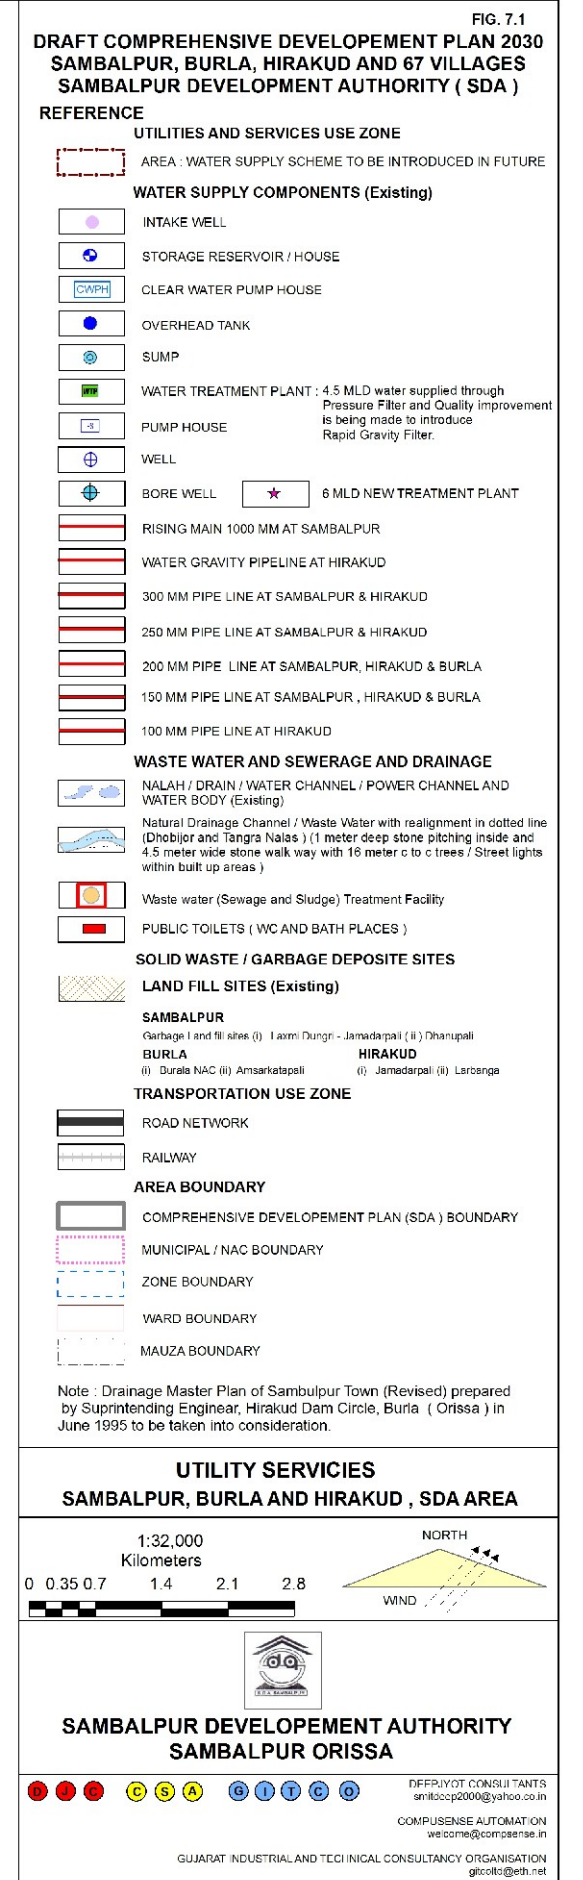 FIG. 7.1
DRAFT COMPREHENSIVE DEVELOPEMENT PLAN 2030
SAMBALPUR, BURLA, HIRAKUD AND 67 VILLAGES
SAMBALPUR DEVELOPMENT AUTHORITY ( SDA )
REFERENCE
UTILITIES AND SERVICES USE ZONE
AREA : WATER SUPPLY SCHEME TO BE INTRODUCED IN FUTURE
WATER SUPPLY COMPONENTS (Existing)
INTAKE WELL
STORAGE RESERVOIR / HOUSE
CWPH CLEAR WATER PUMP HOUSE
OVERHEAD TANK
SUMP
WTP WATER TREATMENT PLANT : 4.5 MLD water supplied through
Pressure Filter and Quality improvement
is being made to introduce
Rapid Gravity Filter.
PUMP HOUSE
WELL
BORE WELL 6 MLD NEW TREATMENT PLANT
RISING MAIN 1000 MM AT SAMBALPUR
WATER GRAVITY PIPELINE AT HIRAKUD
300 MM PIPE LINE AT SAMBALPUR & HIRAKUD
250 MM PIPE LINE AT SAMBALPUR & HIRAKUD
200 MM PIPE LINE AT SAMBALPUR, HIRAKUD & BURLA
150 MM PIPE LINE AT SAMBALPUR , HIRAKUD & BURLA
100 MM PIPE LINE AT HIRAKUD
WASTE WATER AND SEWERAGE AND DRAINAGE
NALAH / DRAIN / WATER CHANNEL / POWER CHANNEL AND
WATER BODY (Existing)
Natural Drainage Channel / Waste Water with realignment in dotted line
(Dhobijor and Tangra Nalas ) (1 meter deep stone pitching inside and
4.5 meter wide stone walk way with 16 meter c to c trees / Street lights
within built up areas )
Waste water (Sewage and Sludge) Treatment Facility
PUBLIC TOILETS ( WC AND BATH PLACES )
SOLID WASTE / GARBAGE DEPOSITE SITES
LAND FILL SITES (Existing)
SAMBALPUR
Garbage Land fill sites (i) Laxmi Dungri - Jamadarpali ( ii ) Dhanupali
BURLA HIRAKUD
(i) Burala NAC (ii) Amsarkatapali (i) Jamadarpali (ii) Larbanga
TRANSPORTATION USE ZONE
ROAD NETWORK
RAILWAY
AREA BOUNDARY
COMPREHENSIVE DEVELOPEMENT PLAN (SDA ) BOUNDARY
MUNICIPAL / NAC BOUNDARY
ZONE BOUNDARY
WARD BOUNDARY
MAUZA BOUNDARY
Note : Drainage Master Plan of Sambulpur Town (Revised) prepared
by Suprintending Enginear, Hirakud Dam Circle, Burla ( Orissa ) in
June 1995 to be taken into consideration.
UTILITY SERVICIES
SAMBALPUR, BURLA AND HIRAKUD , SDA AREA
1:32,000
Kilometers
0 0.35 0.7 1.4 2.1 2.8
NORTH
WIND
SAMBALPUR DEVELOPEMENT AUTHORITY
SAMBALPUR ORISSA
D J C C S A G I T C O
DEEPJYOT CONSULTANTS
smitdeep2000@yahoo.co.in
COMPUSENSE AUTOMATION
welcome@compsense.in
GUJARAT INDUSTRIAL AND TECHNICAL CONSULTANCY ORGANISATION
gitcoltd@eth.net